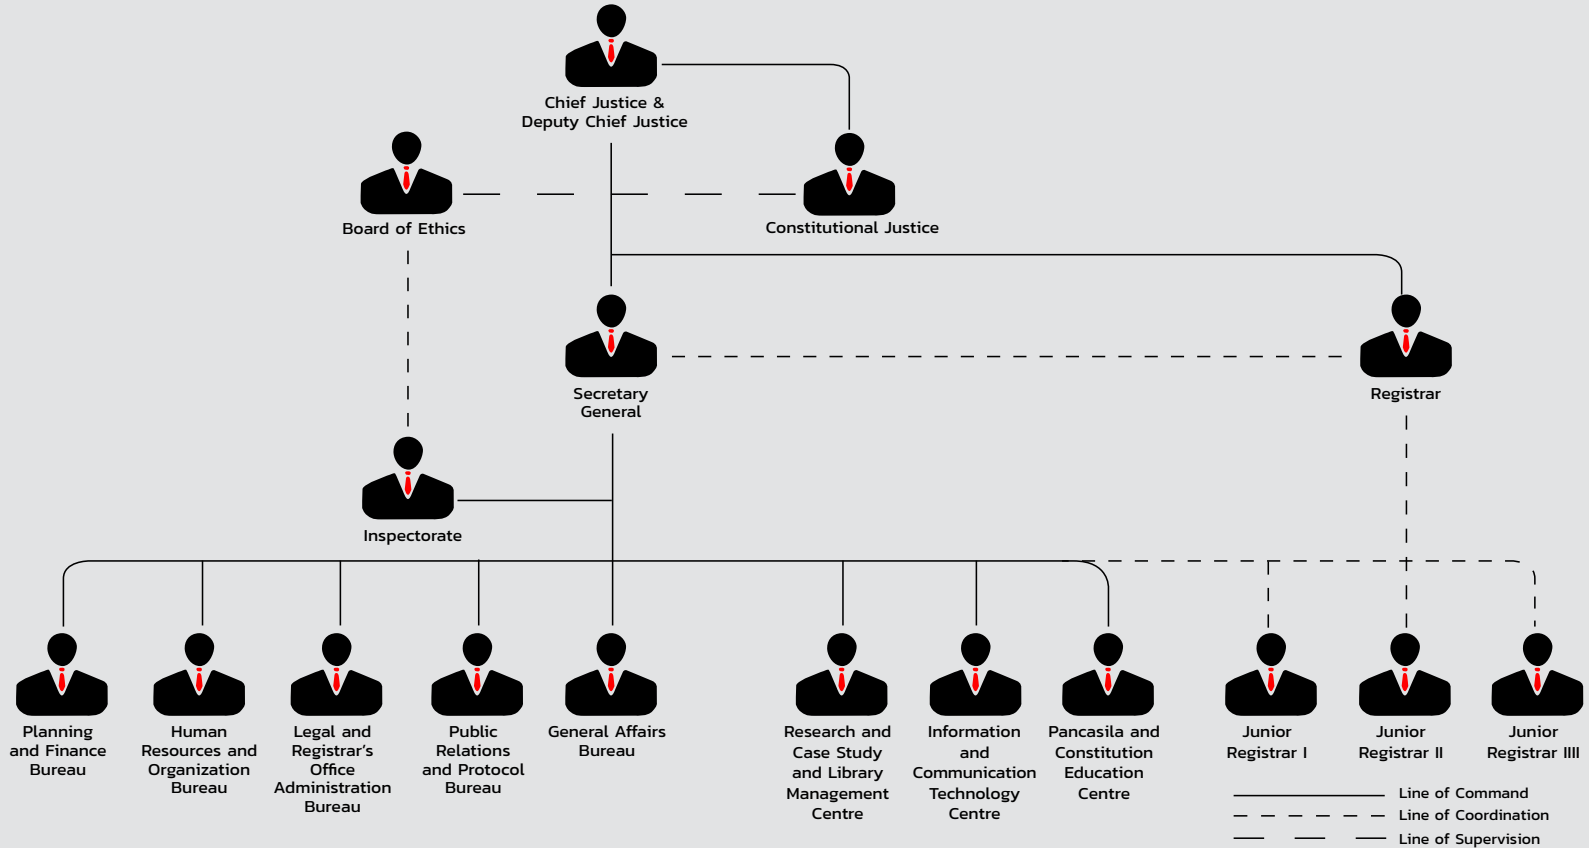 Chief Justice &
Deputy Chief Justice
Board of Ethics
Constitutional Justice
Secretary
General
Registrar
Inspectorate
Planning
and Finance
Bureau
Human
Resources and
Organization
Bureau
Legal and
Registrar's
Office
Administration
Bureau
Public
Relations
and Protocol
Bureau
General Affairs
Bureau
Research and
Case Study
and Library
Management
Centre
Information
and
Communication
Technology
Centre
Pancasila and
Constitution
Education
Centre
Junior
Registrar I
Junior
Registrar II
Junior
Registrar IIII
Line of Command
Line of Coordination
Line of Supervision